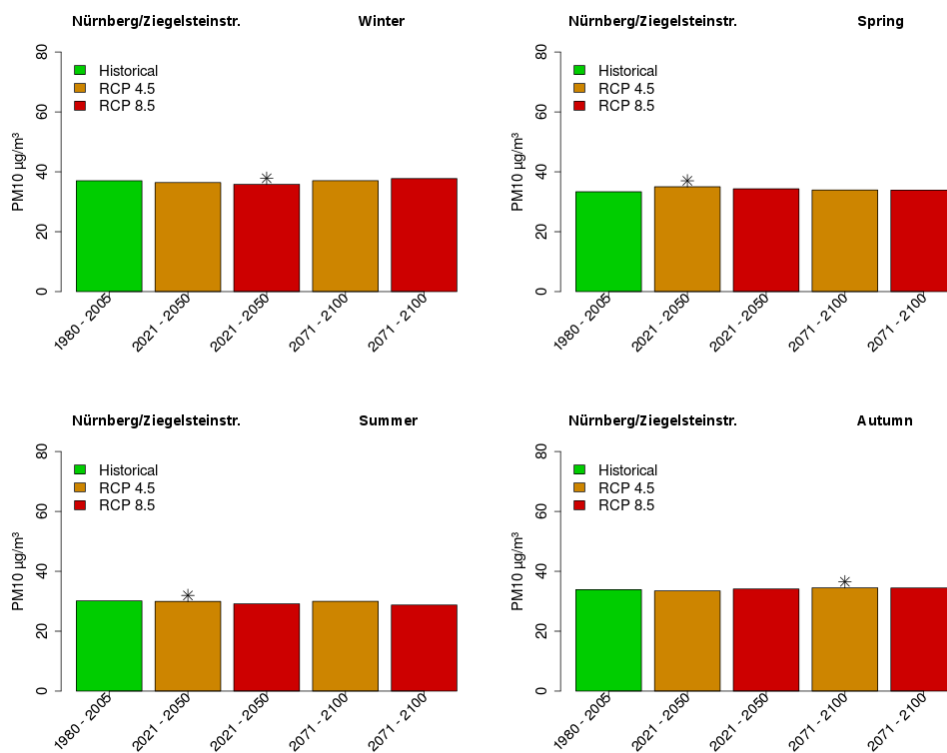 Nürnberg/Ziegelsteinstr. Winter
80
60
40
20
0
PM10 µg/m³
Historical
RCP 4.5
RCP 8.5
*
1980 - 2005
2021 - 2050
2021 - 2050
2071 - 2100
2071 - 2100
Nürnberg/Ziegelsteinstr. Spring
80
60
40
20
0
PM10 µg/m³
Historical
RCP 4.5
RCP 8.5
*
1980 - 2005
2021 - 2050
2021 - 2050
2071 - 2100
2071 - 2100
Nürnberg/Ziegelsteinstr. Summer
80
60
40
20
0
PM10 µg/m³
Historical
RCP 4.5
RCP 8.5
*
1980 - 2005
2021 - 2050
2021 - 2050
2071 - 2100
2071 - 2100
Nürnberg/Ziegelsteinstr. Autumn
80
60
40
20
0
PM10 µg/m³
Historical
RCP 4.5
RCP 8.5
*
1980 - 2005
2021 - 2050
2021 - 2050
2071 - 2100
2071 - 2100